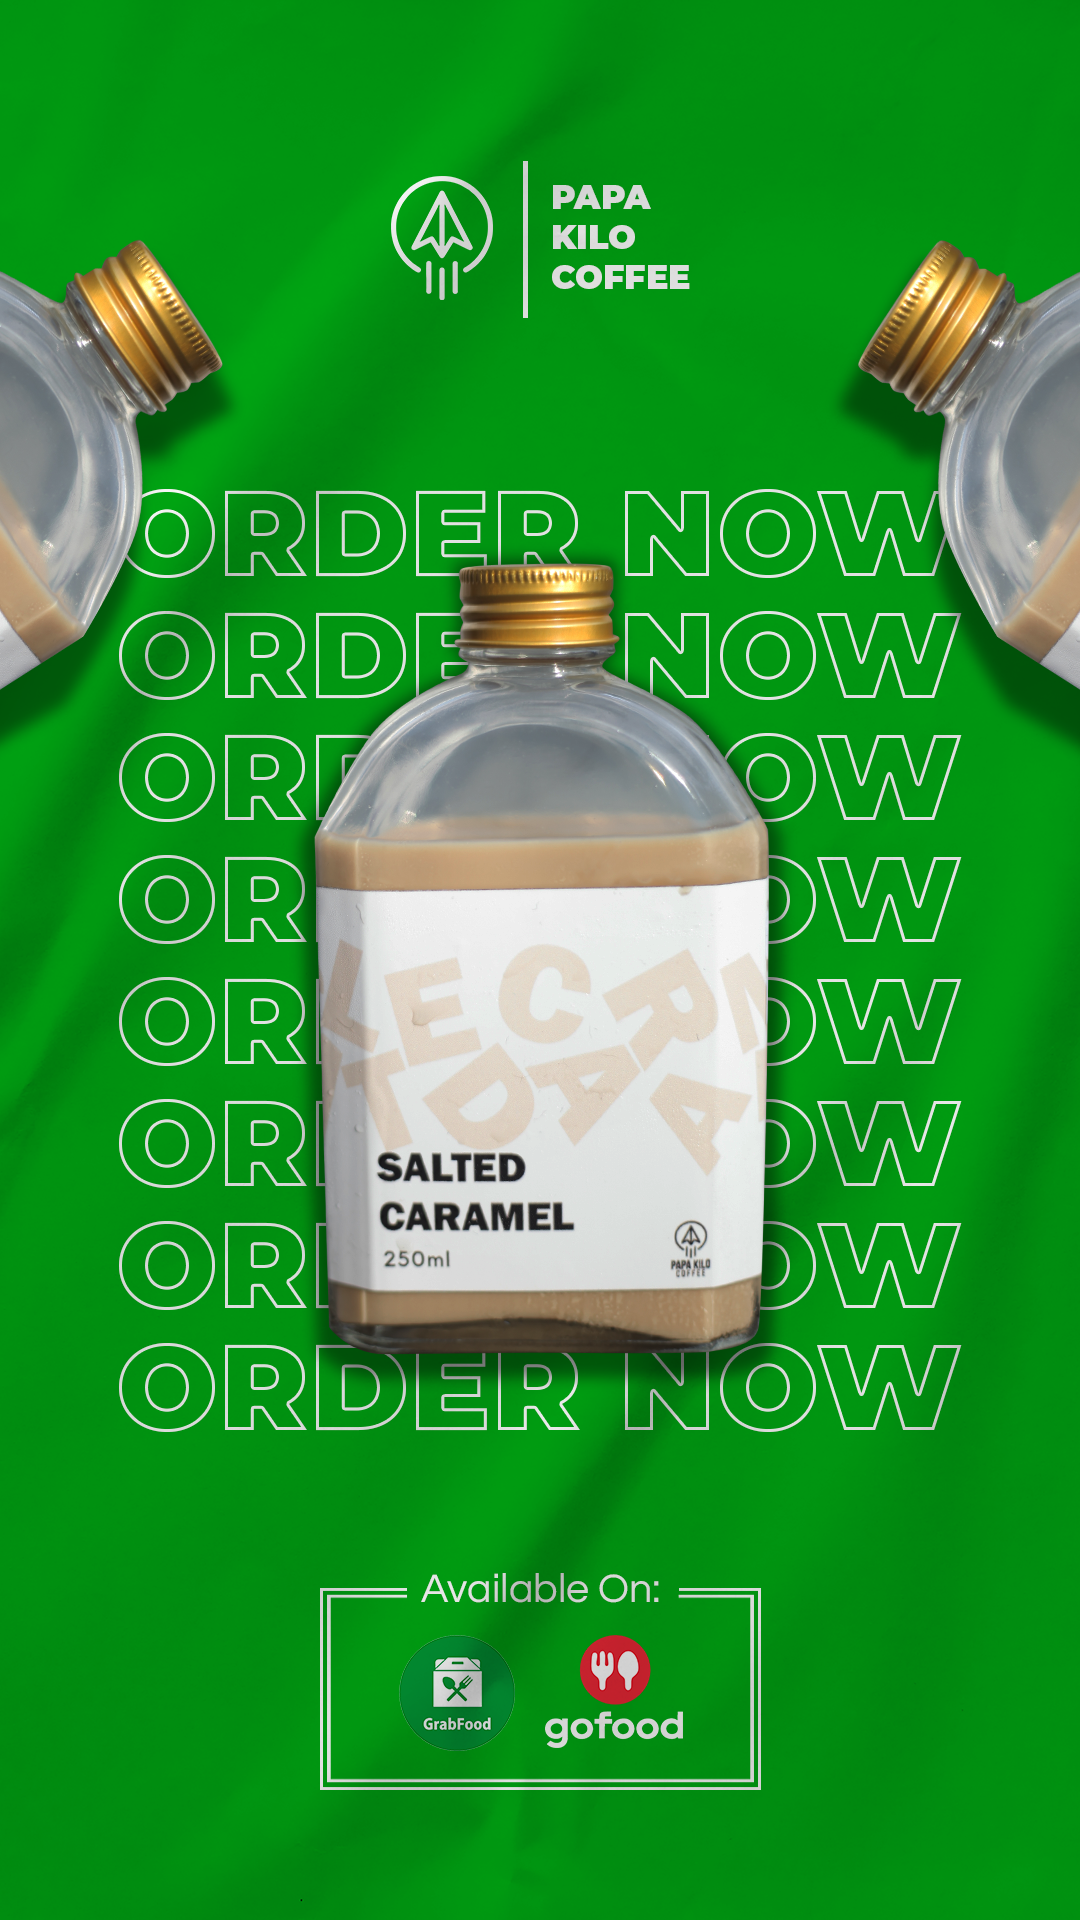 PAPA
KILO
COFFEE
ORDER NOW
ORDE NOW
OR OW
OR OW
OR OW
OR OW
OR OW
ORDER NOW
L E C R A
T D A A
SALTED
CARAMEL
250ml
PAPA KILO
COFFEE
Available On:
GrabFood
gofood